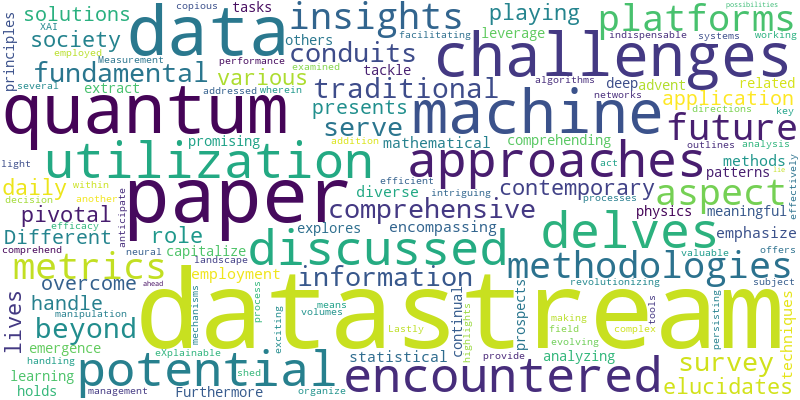 copious
tasks
XAI
solutions
principles
society
employed
Measurement
fundamental
several
data
insights
playing
platforms
possibilities
others
facilitating
leverage
indispensable
systems
working
conduits
performance
examined
various
tackle
algorithms
deep
advent
related
extract
addressed
wherein
traditional
challenges
quantum
presents
networks
application
directions
key
promising
serve
machine
future
addition
mathematical
comprehending
outlines
analysis
light
utilization
approaches
methods
patterns
act
lie
daily
within
another
decision
efficient
intriguing
processes
diverse
contemporary
aspect
effectively
pivotal
paper
comprehensive
physics
meaningful
anticipate
efficacy
explores
encompassing
delves
emphasize
Different
role
discussed
comprehend
neural
capitalize
landscape
offers
valuable
subject
metrics
employment
information
methodologies
ahead
overcome
mechanisms
process
revolutionizing
lives
handle
manipulation
datastream
means
volumes
exciting
continual
prospects
making
field
evolving
complex
tools
persisting
techniques
beyond
highlights
Lastly
emergence
handling
eXplainable
statistical
provide
analyzing
survey
learning
potential
shed
encountered
holds
management
Furthermore
organize
elucidates